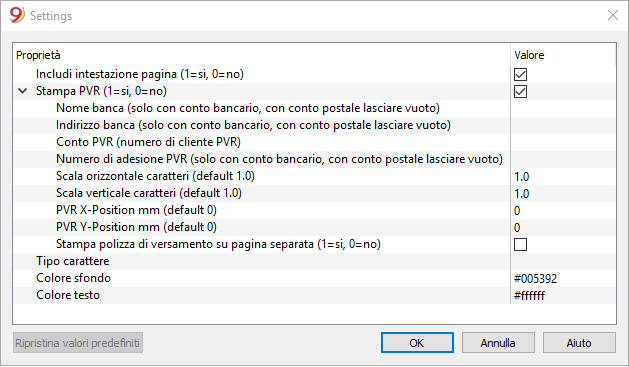 9 Settings
Proprietà Valore
Includi intestazione pagina (1=si, 0=no)
Stampa PVR (1=si, 0=no)
Nome banca (solo con conto bancario, con conto postale lasciare vuoto)
Indirizzo banca (solo con conto bancario, con conto postale lasciare vuoto)
Conto PVR (numero di cliente PVR)
Numero di adesione PVR (solo con conto bancario, con conto postale lasciare vuoto)
Scala orizzontale caratteri (default 1.0) 1.0
Scala verticale caratteri (default 1.0) 1.0
PVR X-Position mm (default 0) 0
PVR Y-Position mm (default 0) 0
Stampa polizza di versamento su pagina separata (1=si, 0=no)
Tipo carattere
Colore sfondo #005392
Colore testo #ffffff
Ripristina valori predefiniti OK Annulla Aiuto